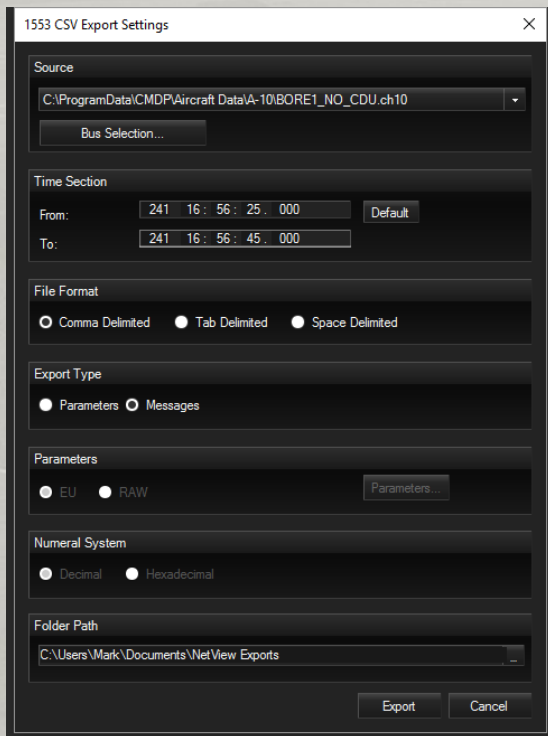 1553 CSV Export Settings
Source
C:\ProgramData\CMDP\Aircraft Data\A-10\BORE1_NO_CDU.ch10
Bus Selection...
Time Section
From: 241 16 : 56 : 25 . 000 Default
To: 241 16 : 56 : 45 . 000
File Format
Comma Delimited Tab Delimited Space Delimited
Export Type
Parameters Messages
Parameters
EU RAW Parameters...
Numeral System
Decimal Hexadecimal
Folder Path
C:\Users\Mark\Documents\NetView Exports _
Export Cancel